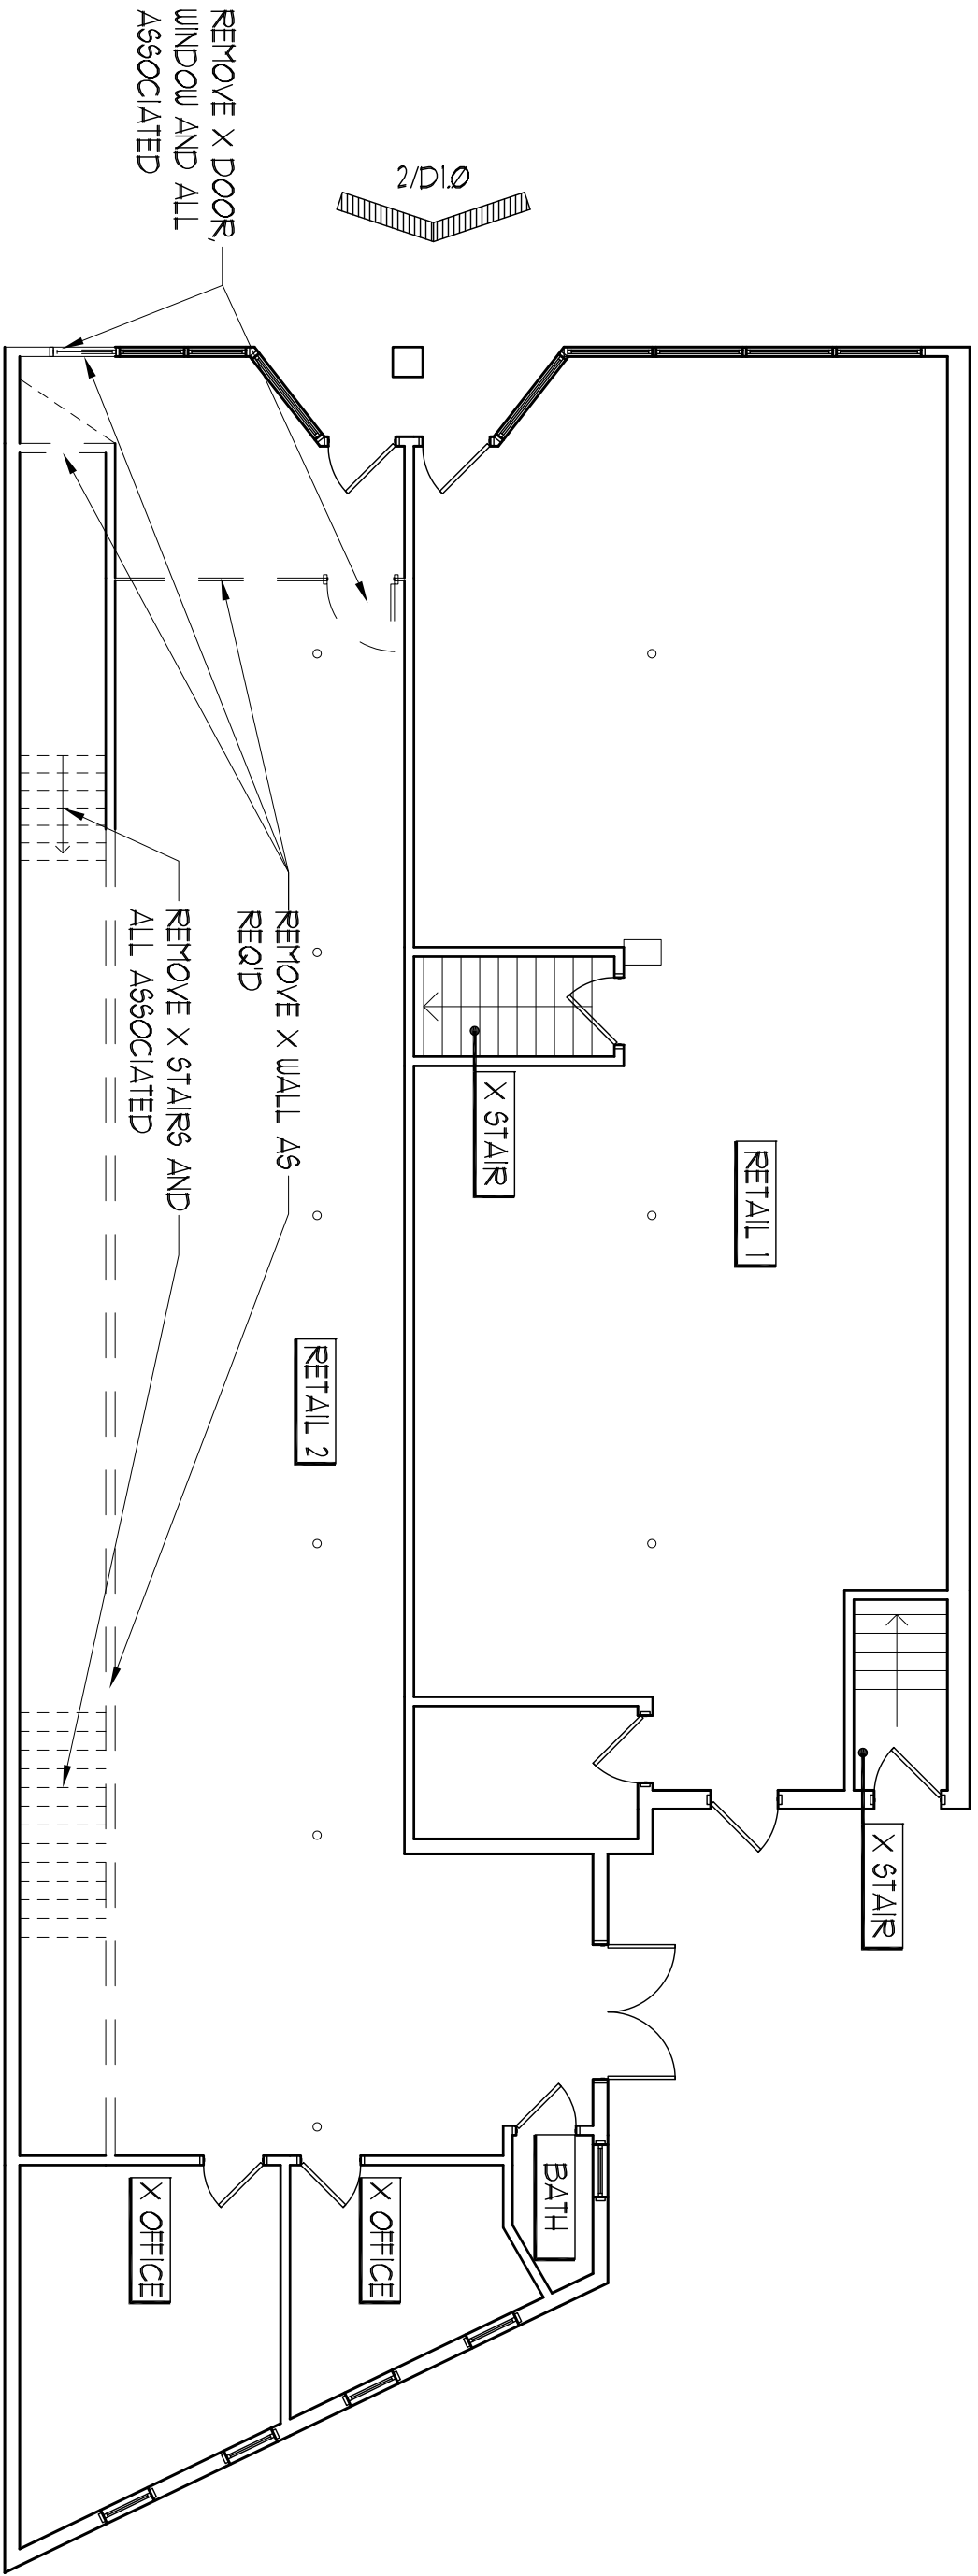 2/D1.0
REMOVE X DOOR,
WINDOW AND ALL
ASSOCIATED
REMOVE X WALL AS
REQ'D
REMOVE X STAIRS AND
ALL ASSOCIATED
X STAIR
RETAIL 1
RETAIL 2
X STAIR
BATH
X OFFICE
X OFFICE